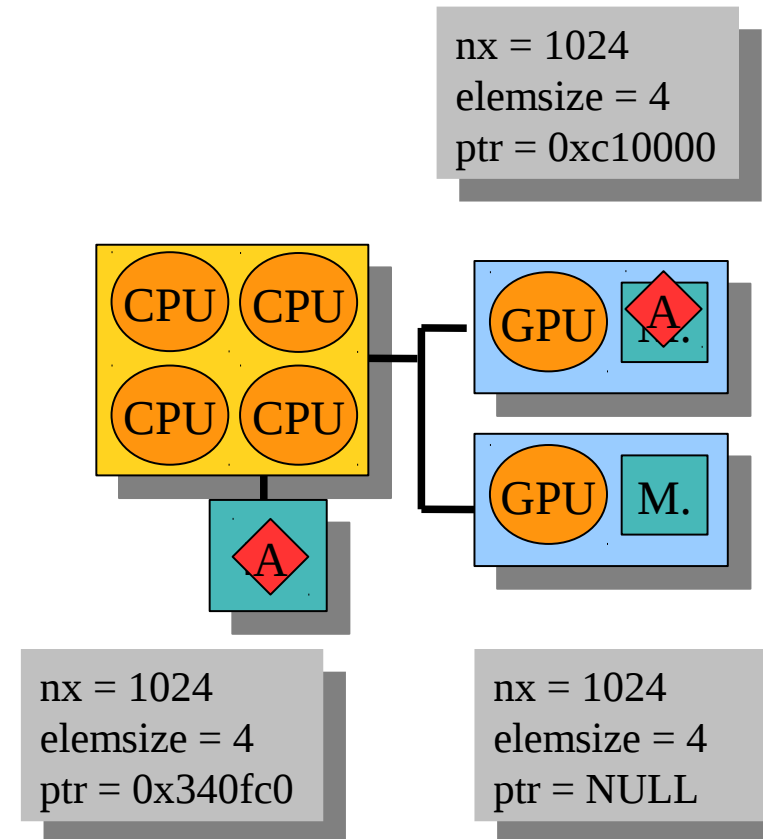 nx = 1024
elemsize = 4
ptr = 0xc10000
CPU CPU
GPU A
CPU CPU
GPU M.
A
nx = 1024
elemsize = 4
ptr = 0x340fc0
nx = 1024
elemsize = 4
ptr = NULL